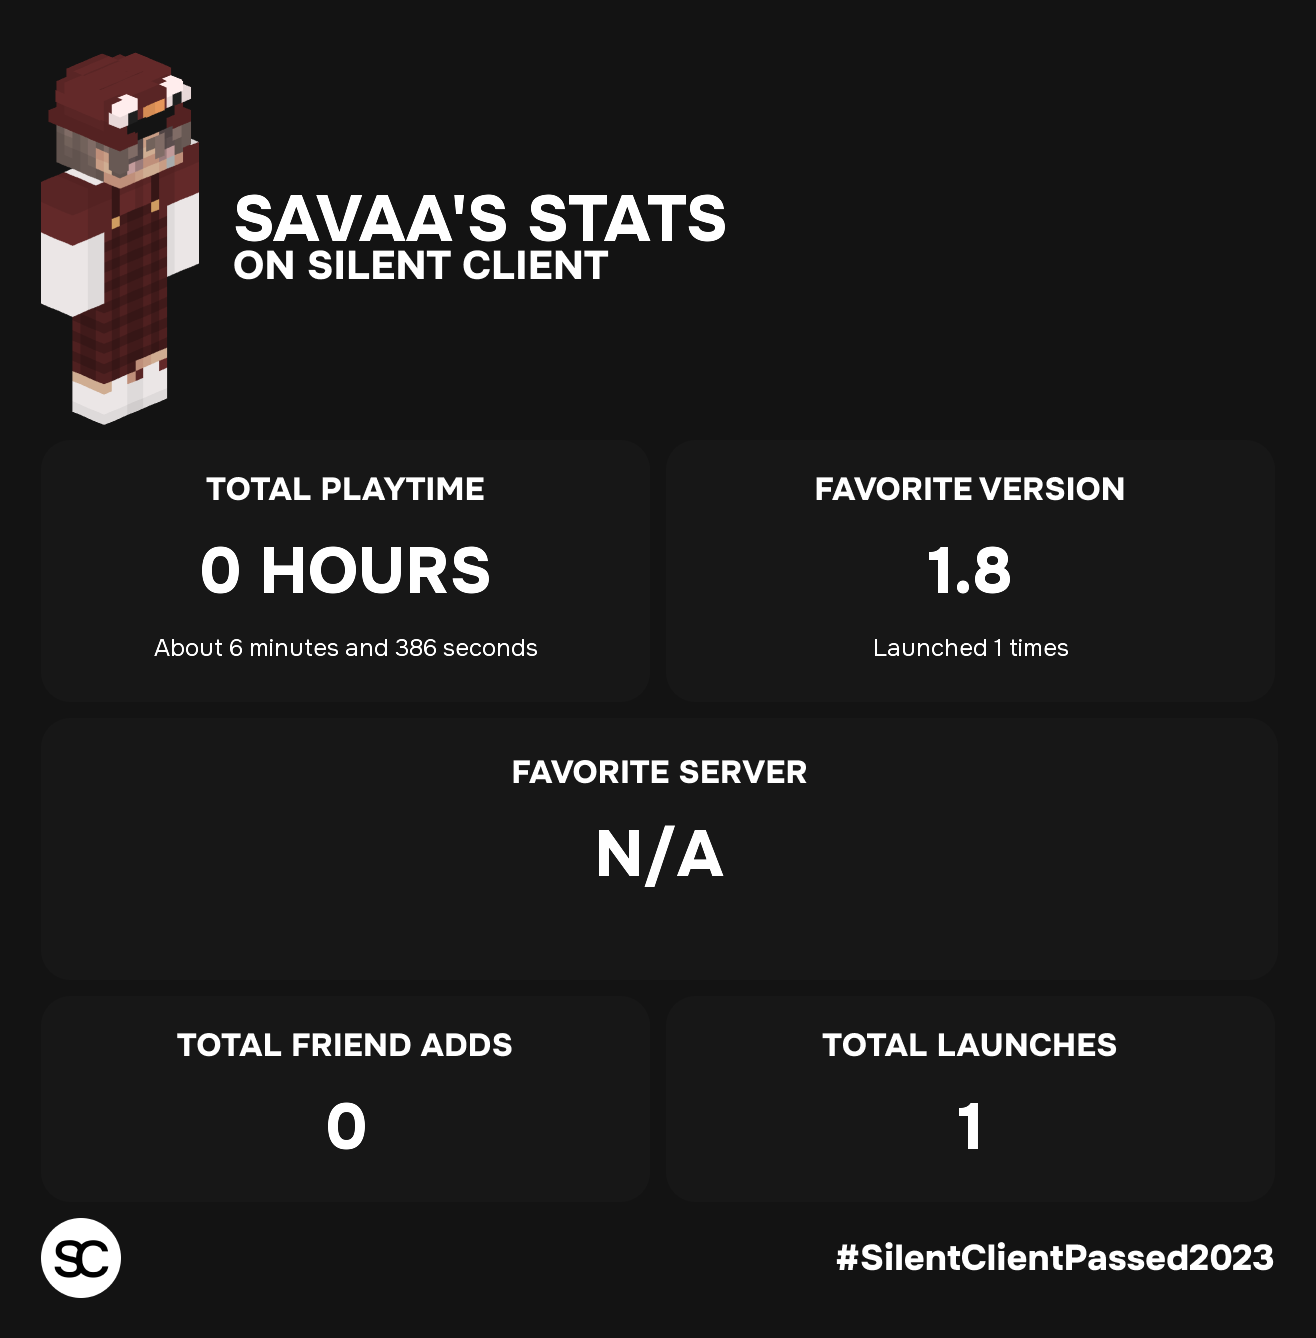 SAVAA'S STATS
ON SILENT CLIENT
TOTAL PLAYTIME
0 HOURS
About 6 minutes and 386 seconds
FAVORITE VERSION
1.8
Launched 1 times
FAVORITE SERVER
N/A
TOTAL FRIEND ADDS
0
TOTAL LAUNCHES
1
SC
#SilentClientPassed2023